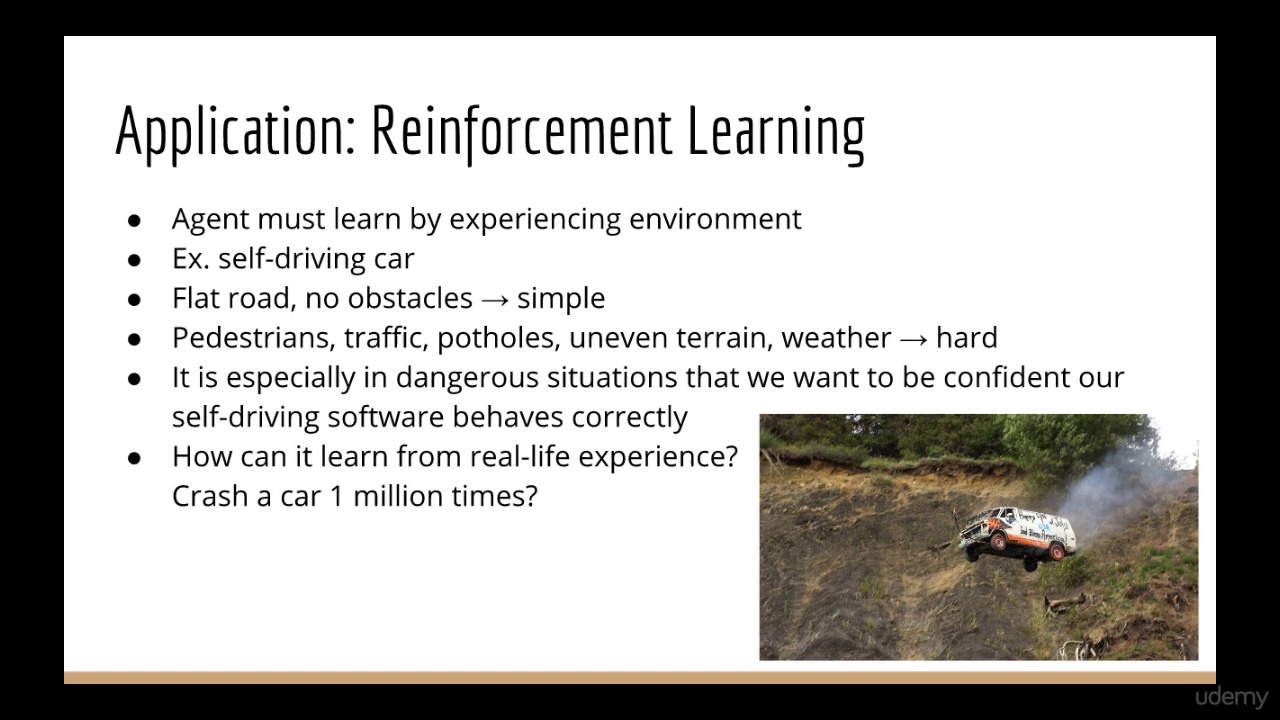 Application: Reinforcement Learning
● Agent must learn by experiencing environment
● Ex. self-driving car
● Flat road, no obstacles → simple
● Pedestrians, traffic, potholes, uneven terrain, weather → hard
● It is especially in dangerous situations that we want to be confident our
self-driving software behaves correctly
● How can it learn from real-life experience?
Crash a car 1 million times?
udemy